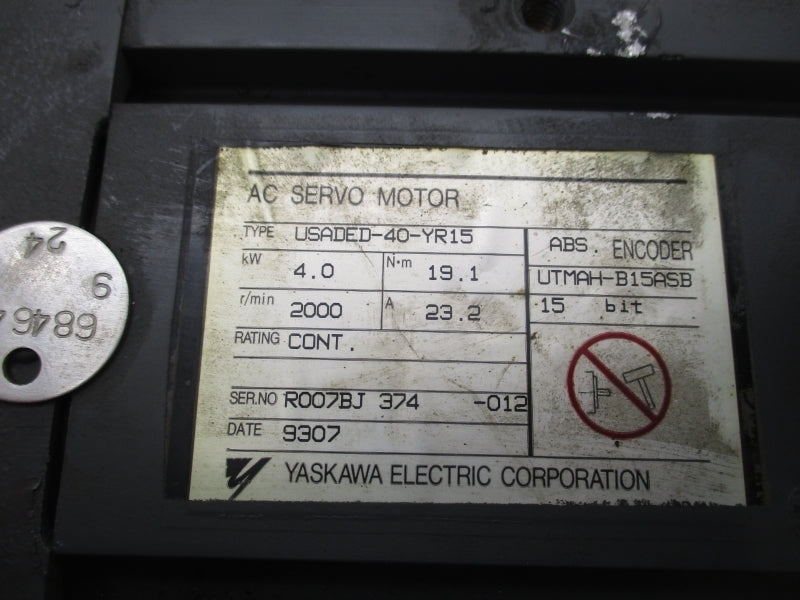 AC SERVO MOTOR
TYPE USADED-40-YR15
kW 4.0 N·m 19.1
r/min 2000 A 23.2
RATING CONT.
SER.NO R007BJ 374 -012
DATE 9307
YASKAWA ELECTRIC CORPORATION
ABS. ENCODER
UTMAH-B15ASB
15 bit
24
9
6846